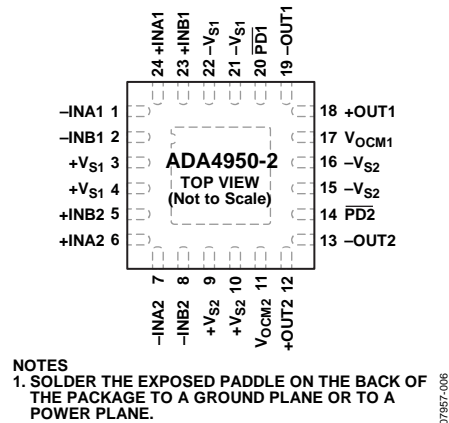 24 +INA1
23 +INB1
22 –VS1
21 –VS1
20 PD1
19 –OUT1
–INA1 1
–INB1 2
+VS1 3
+VS1 4
+INB2 5
+INA2 6
ADA4950-2
TOP VIEW
(Not to Scale)
18 +OUT1
17 VOCM1
16 –VS2
15 –VS2
14 PD2
13 –OUT2
–INA2 7
–INB2 8
+VS2 9
+VS2 10
VOCM2 11
+OUT2 12
NOTES
1. SOLDER THE EXPOSED PADDLE ON THE BACK OF
THE PACKAGE TO A GROUND PLANE OR TO A
POWER PLANE.
07957-006